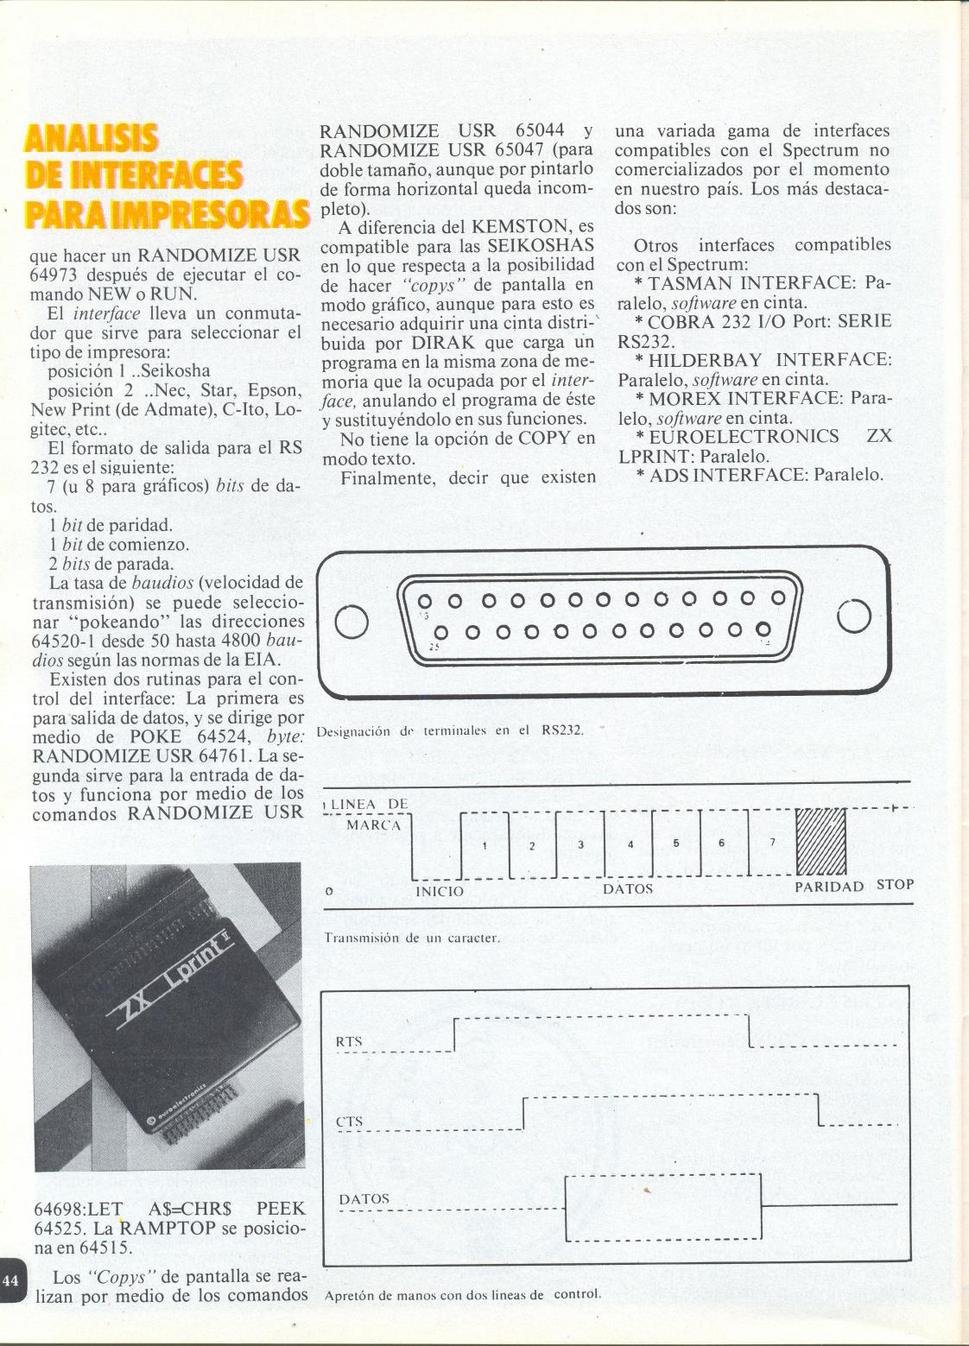 ANALISIS
DE INTERFACES
PARA IMPRESORAS
que hacer un RANDOMIZE USR
64973 después de ejecutar el co-
mando NEW o RUN.
El interface lleva un conmuta-
dor que sirve para seleccionar el
tipo de impresora:
posición 1 ..Seikosha
posición 2 ..Nec, Star, Epson,
New Print (de Admate), C-Ito, Lo-
gitec, etc..
El formato de salida para el RS
232 es el siguiente:
7 (u 8 para gráficos) bits de da-
tos.
1 bit de paridad.
1 bit de comienzo.
2 bits de parada.
La tasa de baudios (velocidad de
transmisión) se puede seleccio-
nar “pokeando” las direcciones
64520-1 desde 50 hasta 4800 bau-
dios según las normas de la EIA.
Existen dos rutinas para el con-
trol del interface: La primera es
para salida de datos, y se dirige por
medio de POKE 64524, byte:
RANDOMIZE USR 64761. La se-
gunda sirve para la entrada de da-
tos y funciona por medio de los
comandos RANDOMIZE USR
ZX Lprint II
© euroelectronics
64698:LET A$=CHR$ PEEK
64525. La RAMPTOP se posicio-
na en 64515.
Los “Copys” de pantalla se rea-
lizan por medio de los comandos
44
RANDOMIZE USR 65044 y
RANDOMIZE USR 65047 (para
doble tamaño, aunque por pintarlo
de forma horizontal queda incom-
pleto).
A diferencia del KEMSTON, es
compatible para las SEIKOSHAS
en lo que respecta a la posibilidad
de hacer “copys” de pantalla en
modo gráfico, aunque para esto es
necesario adquirir una cinta distri-
buida por DIRAK que carga un
programa en la misma zona de me-
moria que la ocupada por el inter-
face, anulando el programa de éste
y sustituyéndolo en sus funciones.
No tiene la opción de COPY en
modo texto.
Finalmente, decir que existen
una variada gama de interfaces
compatibles con el Spectrum no
comercializados por el momento
en nuestro país. Los más destaca-
dos son:
Otros interfaces compatibles
con el Spectrum:
* TASMAN INTERFACE: Pa-
ralelo, software en cinta.
* COBRA 232 I/O Port: SERIE
RS232.
* HILDERBAY INTERFACE:
Paralelo, software en cinta.
* MOREX INTERFACE: Para-
lelo, software en cinta.
* EUROELECTRONICS ZX
LPRINT: Paralelo.
* ADS INTERFACE: Paralelo.
25
Designación de terminales en el RS232.
1 LINEA DE
MARCA
1 2 3 4 5 6 7
0 INICIO DATOS PARIDAD STOP
Transmisión de un caracter.
RTS
CTS
DATOS
Apretón de manos con dos lineas de control.